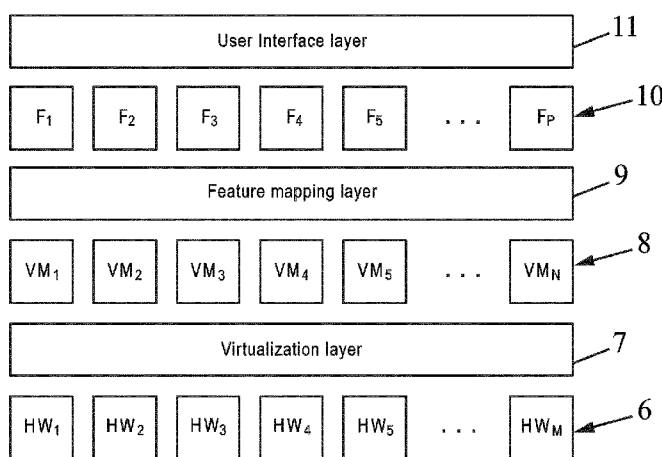 User Interface layer 11
F1 F2 F3 F4 F5 . . . FP 10
Feature mapping layer 9
VM1 VM2 VM3 VM4 VM5 . . . VMN 8
Virtualization layer 7
HW1 HW2 HW3 HW4 HW5 . . . HWM 6